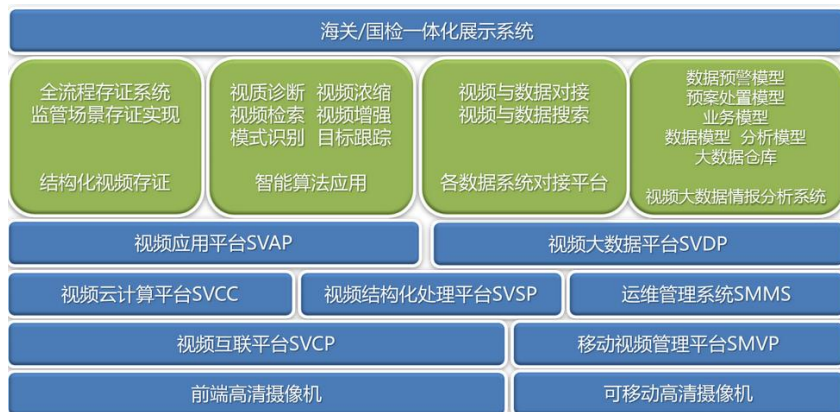 海关/国检一体化展示系统
全流程存证系统
监管场景存证实现
结构化视频存证
视质诊断 视频浓缩
视频检索 视频增强
模式识别 目标跟踪
智能算法应用
视频与数据对接
视频与数据搜索
各数据系统对接平台
数据预警模型
预案处置模型
业务模型
数据模型 分析模型
大数据仓库
视频大数据情报分析系统
视频应用平台SVAP
视频大数据平台SVDP
视频云计算平台SVCC
视频结构化处理平台SVSP
运维管理系统SMMS
视频互联平台SVCP
移动视频管理平台SMVP
前端高清摄像机
可移动高清摄像机